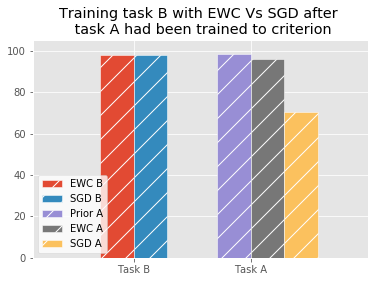 Training task B with EWC Vs SGD after
task A had been trained to criterion
100
80
60
40
20
0
EWC B
SGD B
Prior A
EWC A
SGD A
Task B
Task A